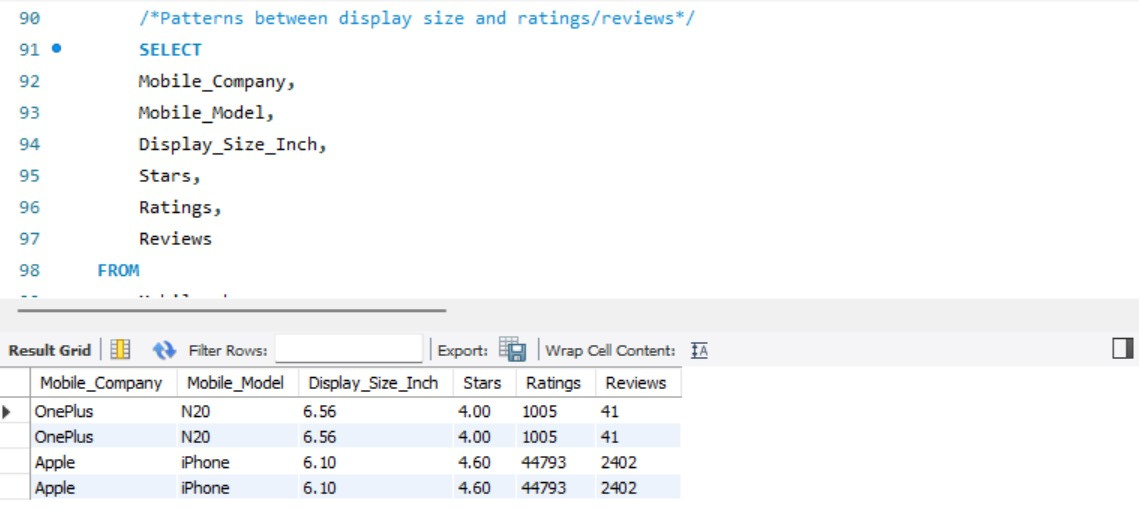 90 /*Patterns between display size and ratings/reviews*/
91 SELECT
92 Mobile_Company,
93 Mobile_Model,
94 Display_Size_Inch,
95 Stars,
96 Ratings,
97 Reviews
98 FROM
Result Grid Filter Rows: Export: Wrap Cell Content:
Mobile_Company Mobile_Model Display_Size_Inch Stars Ratings Reviews
OnePlus N20 6.56 4.00 1005 41
OnePlus N20 6.56 4.00 1005 41
Apple iPhone 6.10 4.60 44793 2402
Apple iPhone 6.10 4.60 44793 2402